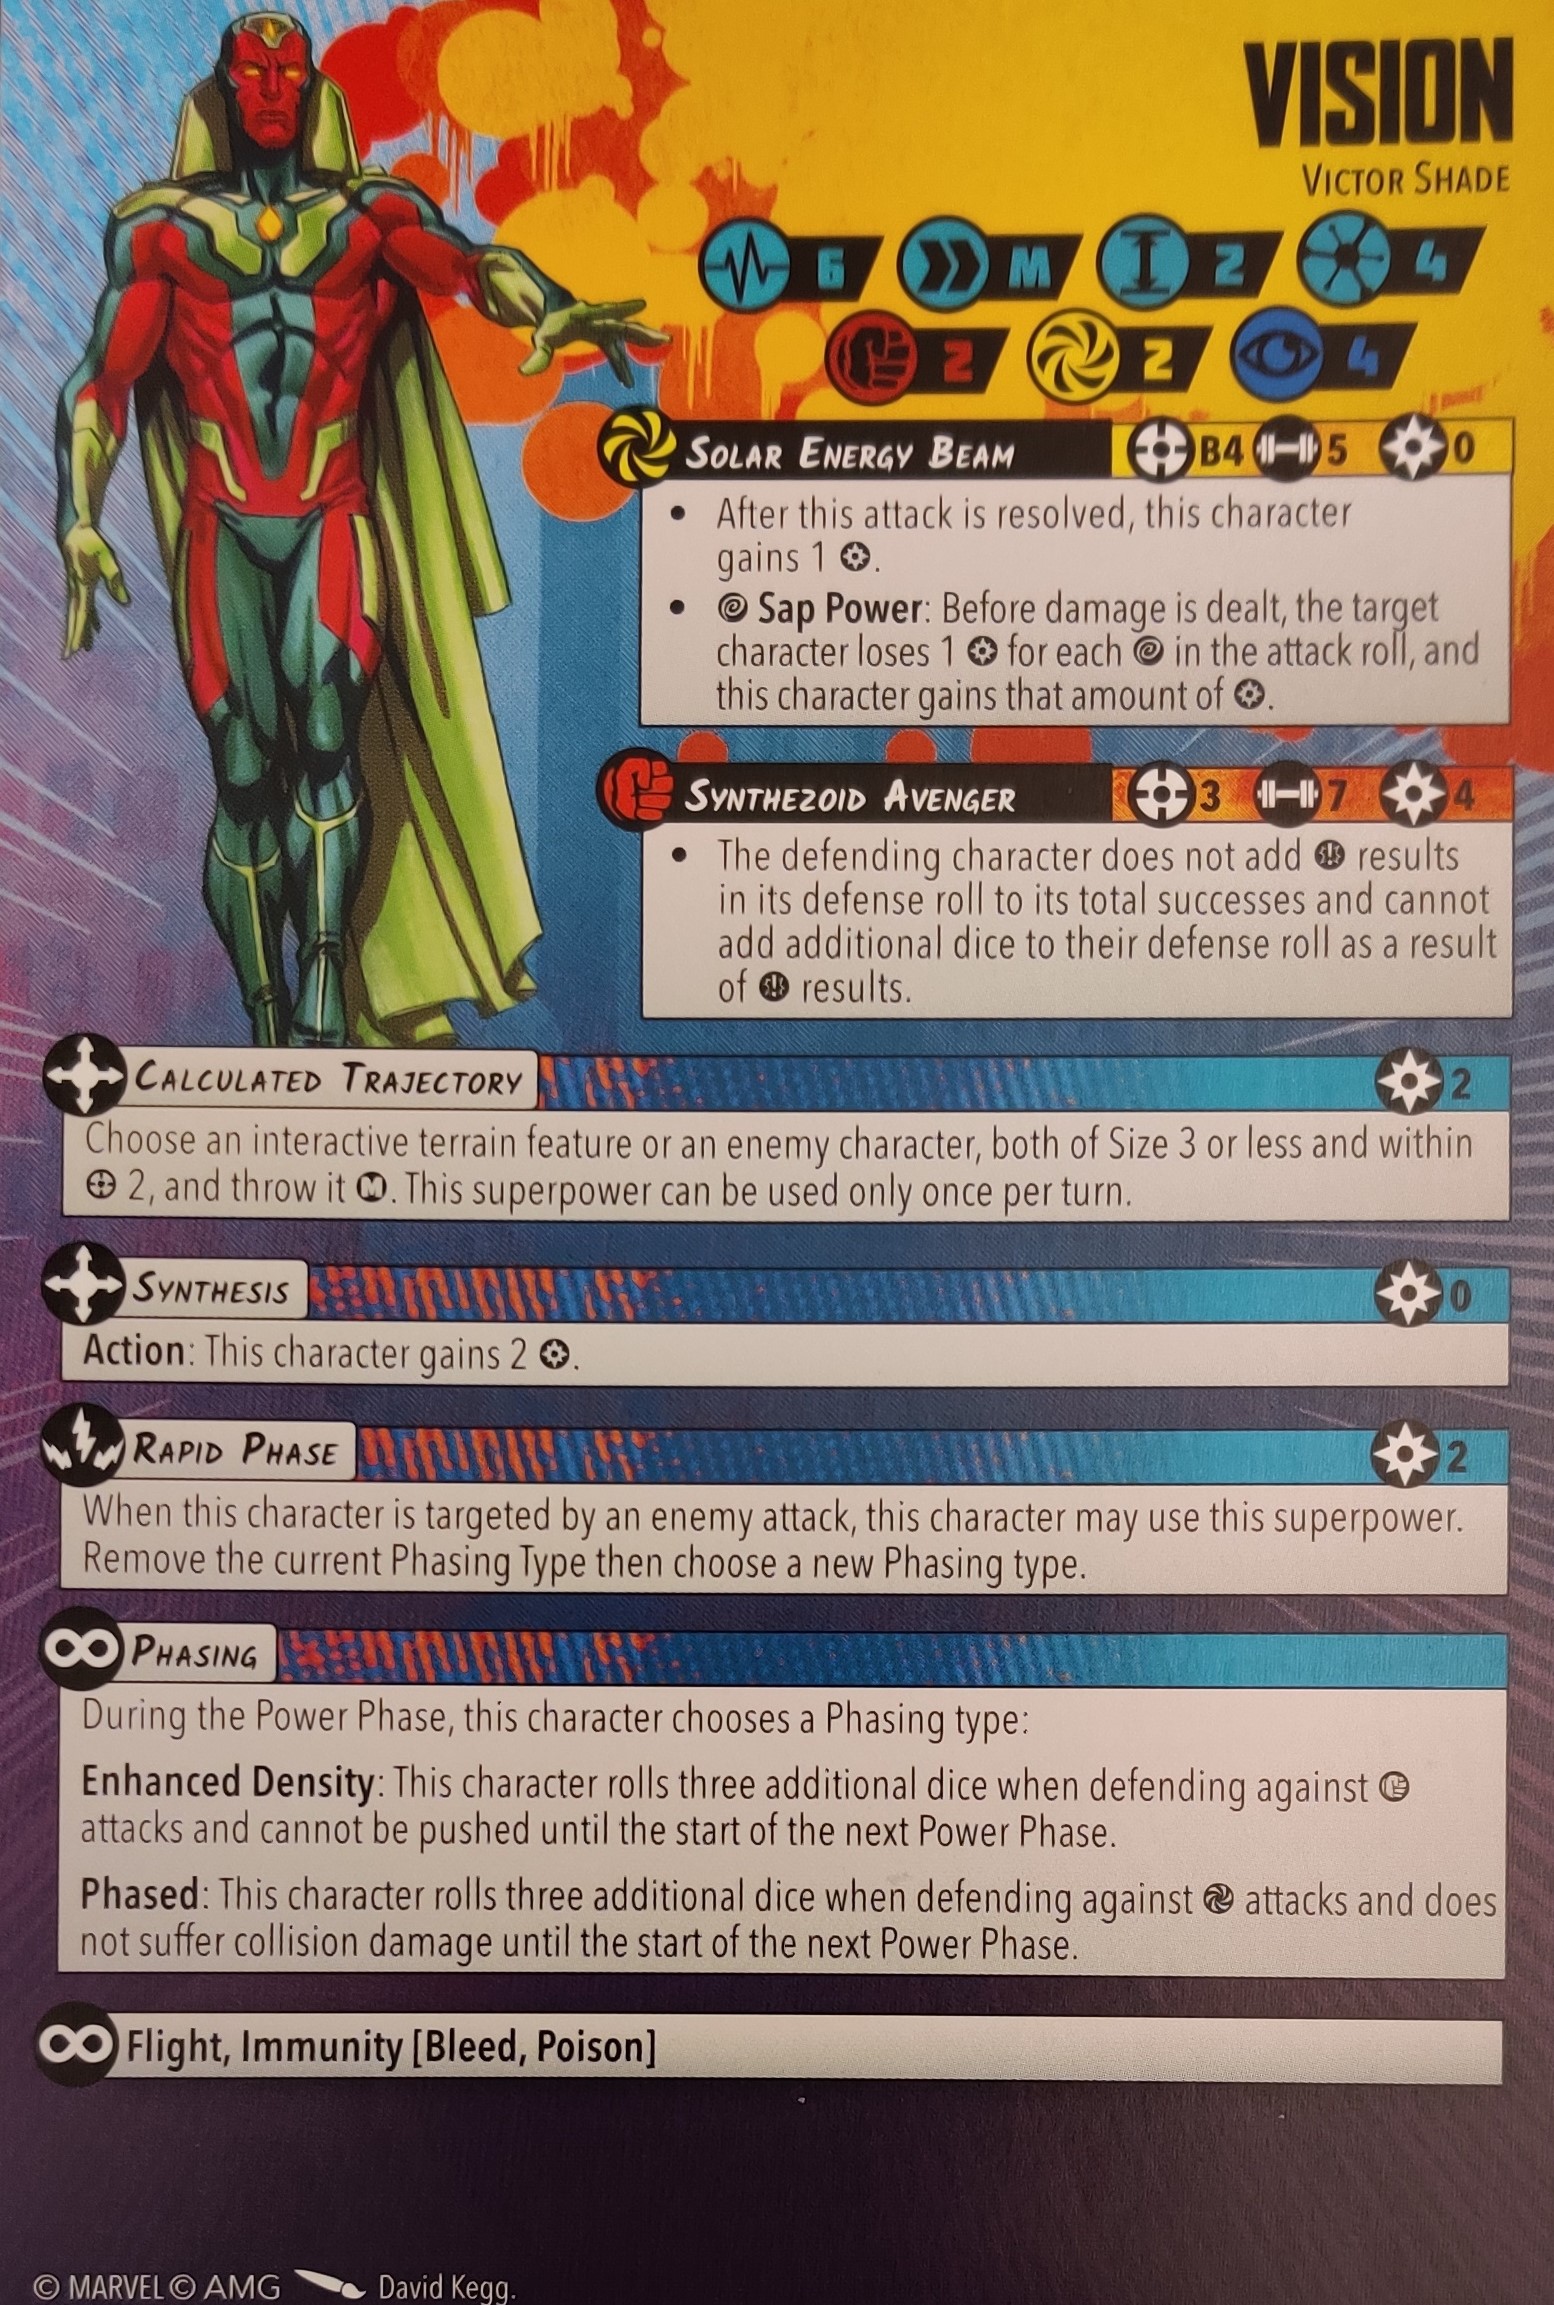 VISION
VICTOR SHADE
6 M 2 4
2 2 4
SOLAR ENERGY BEAM B4 5 0
• After this attack is resolved, this character
gains 1 .
• Sap Power: Before damage is dealt, the target
character loses 1 for each in the attack roll, and
this character gains that amount of .
SYNTHEZOID AVENGER 3 7 4
• The defending character does not add results
in its defense roll to its total successes and cannot
add additional dice to their defense roll as a result
of results.
CALCULATED TRAJECTORY 2
Choose an interactive terrain feature or an enemy character, both of Size 3 or less and within
2, and throw it M. This superpower can be used only once per turn.
SYNTHESIS 0
Action: This character gains 2 .
RAPID PHASE 2
When this character is targeted by an enemy attack, this character may use this superpower.
Remove the current Phasing Type then choose a new Phasing type.
PHASING
During the Power Phase, this character chooses a Phasing type:
Enhanced Density: This character rolls three additional dice when defending against
attacks and cannot be pushed until the start of the next Power Phase.
Phased: This character rolls three additional dice when defending against attacks and does
not suffer collision damage until the start of the next Power Phase.
Flight, Immunity [Bleed, Poison]
© MARVEL © AMG David Kegg.